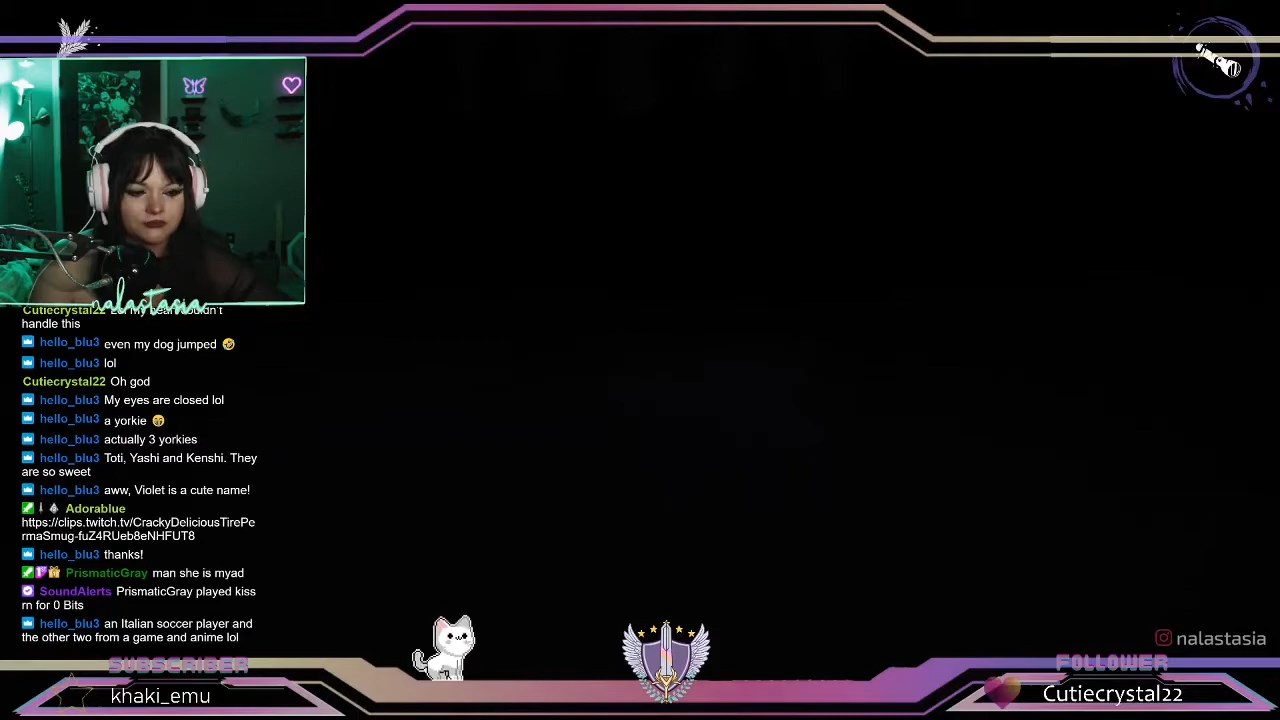 nalastasia
Cutiecrystal22
handle this
hello_blu3 even my dog jumped 🤣
hello_blu3 lol
Cutiecrystal22 Oh god
hello_blu3 My eyes are closed lol
hello_blu3 a yorkie 😁
hello_blu3 actually 3 yorkies
hello_blu3 Toti, Yashi and Kenshi. They
are so sweet
hello_blu3 aww, Violet is a cute name!
Adorablue
https://clips.twitch.tv/CrackyDeliciousTirePe
rmaSmug-fuZ4RUeb8eNHFUT8
hello_blu3 thanks!
PrismaticGray man she is myad
SoundAlerts PrismaticGray played kiss
rn for 0 Bits
hello_blu3 an Italian soccer player and
the other two from a game and anime lol
nalastasia
SUBSCRIBER
khaki_emu
FOLLOWER
Cutiecrystal22